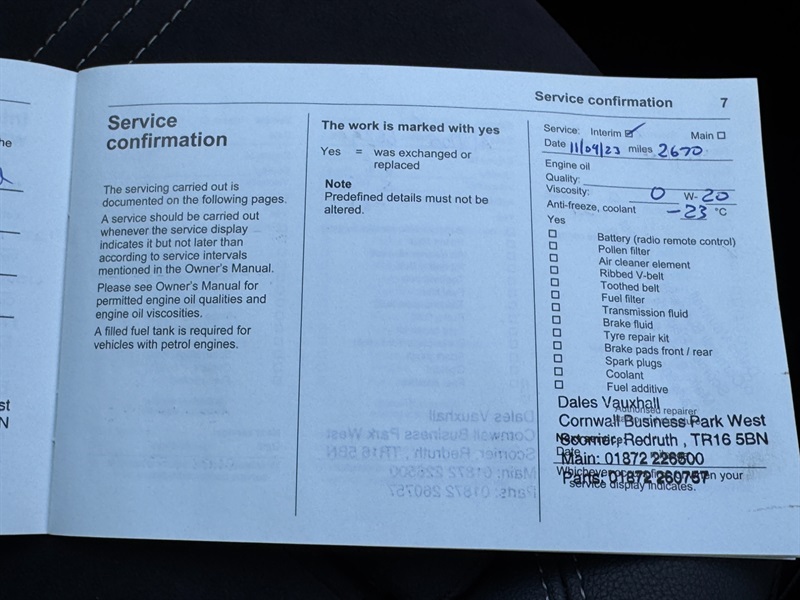 Service confirmation 7
Service
confirmation
The servicing carried out is
documented on the following pages.
A service should be carried out
whenever the service display
indicates it but not later than
according to service intervals
mentioned in the Owner's Manual.
Please see Owner's Manual for
permitted engine oil qualities and
engine oil viscosities.
A filled fuel tank is required for
vehicles with petrol engines.
The work is marked with yes
Yes = was exchanged or
replaced
Note
Predefined details must not be
altered.
Service: Interim ☑ Main ☐
Date 11/09/23 miles 2670
Engine oil
Quality:
Viscosity: 0 W- 20
Anti-freeze, coolant -23 °C
Yes
☐ Battery (radio remote control)
☐ Pollen filter
☐ Air cleaner element
☐ Ribbed V-belt
☐ Toothed belt
☐ Fuel filter
☐ Transmission fluid
☐ Brake fluid
☐ Tyre repair kit
☐ Brake pads front / rear
☐ Spark plugs
☐ Coolant
☐ Fuel additive
Dales Vauxhall
Authorised repairer
Cornwall Business Park West
Scorrier, Redruth , TR16 5BN
Date
Main: 01872 226500
Parts: 01872 260757
service display indicates.
he
st
N